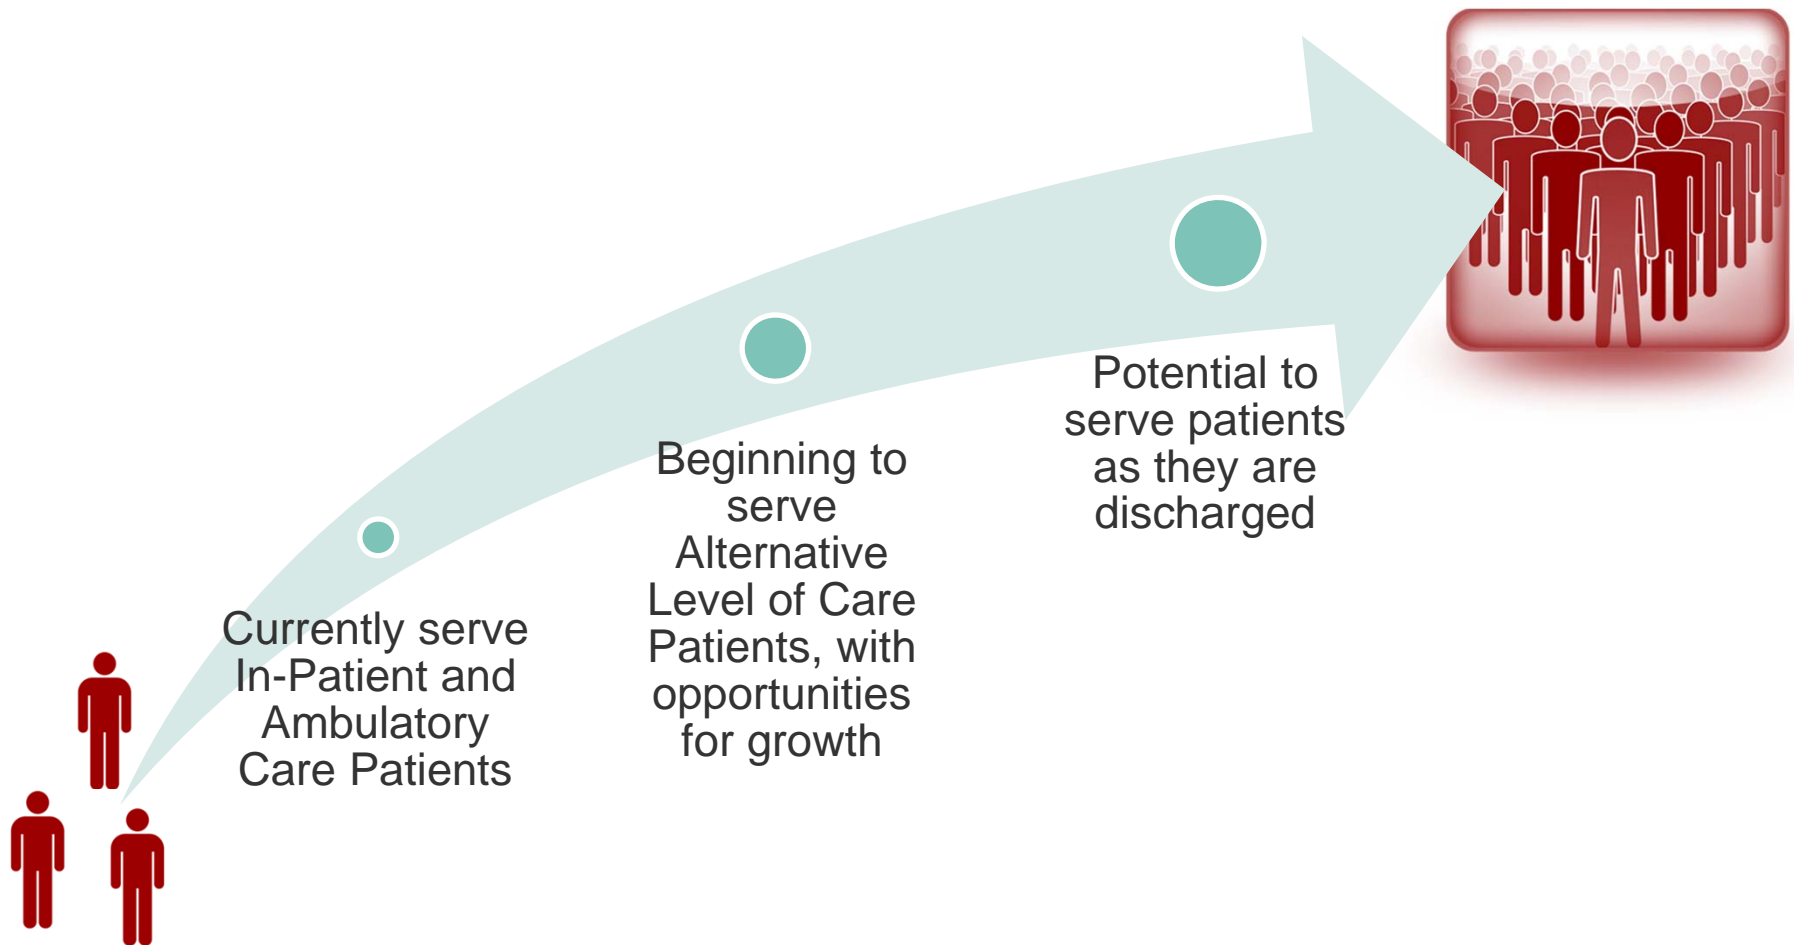 Currently serve
In-Patient and
Ambulatory
Care Patients
Beginning to
serve
Alternative
Level of Care
Patients, with
opportunities
for growth
Potential to
serve patients
as they are
discharged